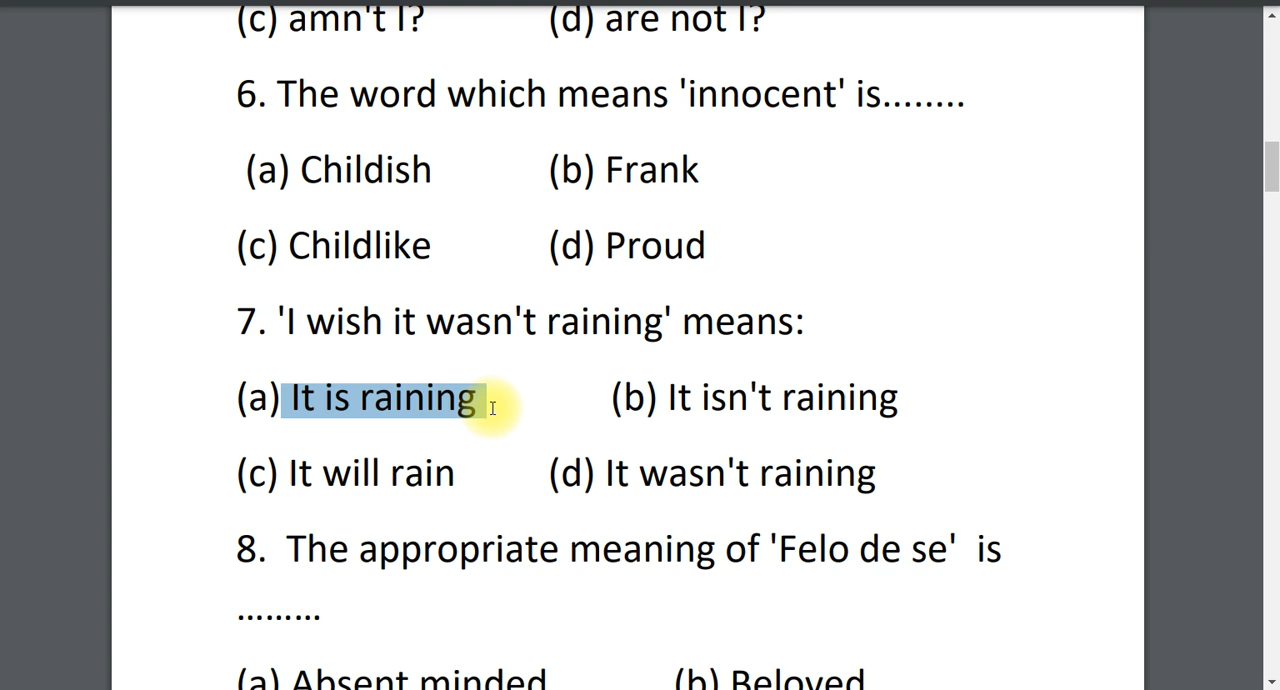 (c) amn't I? (d) are not I?
6. The word which means 'innocent' is........
(a) Childish (b) Frank
(c) Childlike (d) Proud
7. 'I wish it wasn't raining' means:
(a) It is raining (b) It isn't raining
(c) It will rain (d) It wasn't raining
8. The appropriate meaning of 'Felo de se' is
.........
(a) Absent minded (b) Beloved